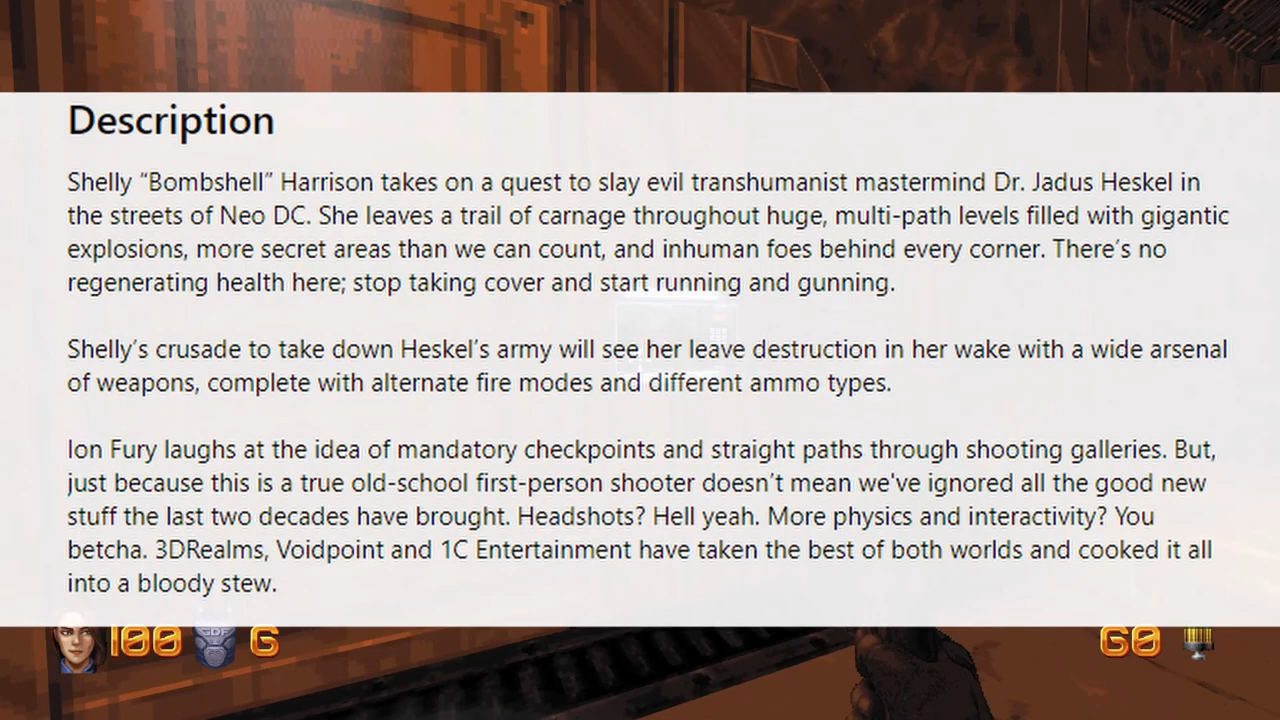 Description
Shelly “Bombshell” Harrison takes on a quest to slay evil transhumanist mastermind Dr. Jadus Heskel in
the streets of Neo DC. She leaves a trail of carnage throughout huge, multi-path levels filled with gigantic
explosions, more secret areas than we can count, and inhuman foes behind every corner. There’s no
regenerating health here; stop taking cover and start running and gunning.
Shelly’s crusade to take down Heskel’s army will see her leave destruction in her wake with a wide arsenal
of weapons, complete with alternate fire modes and different ammo types.
Ion Fury laughs at the idea of mandatory checkpoints and straight paths through shooting galleries. But,
just because this is a true old-school first-person shooter doesn’t mean we've ignored all the good new
stuff the last two decades have brought. Headshots? Hell yeah. More physics and interactivity? You
betcha. 3DRealms, Voidpoint and 1C Entertainment have taken the best of both worlds and cooked it all
into a bloody stew.
100 GDF 6 60